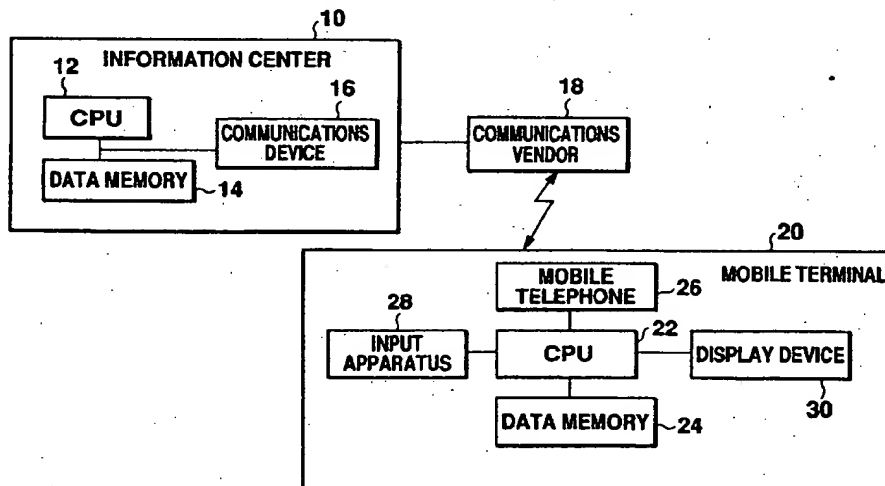 10
INFORMATION CENTER
12
CPU
16
COMMUNICATIONS
DEVICE
DATA MEMORY
14
18
COMMUNICATIONS
VENDOR
20
MOBILE TERMINAL
MOBILE
TELEPHONE
26
28
INPUT
APPARATUS
22
CPU
DISPLAY DEVICE
30
DATA MEMORY
24